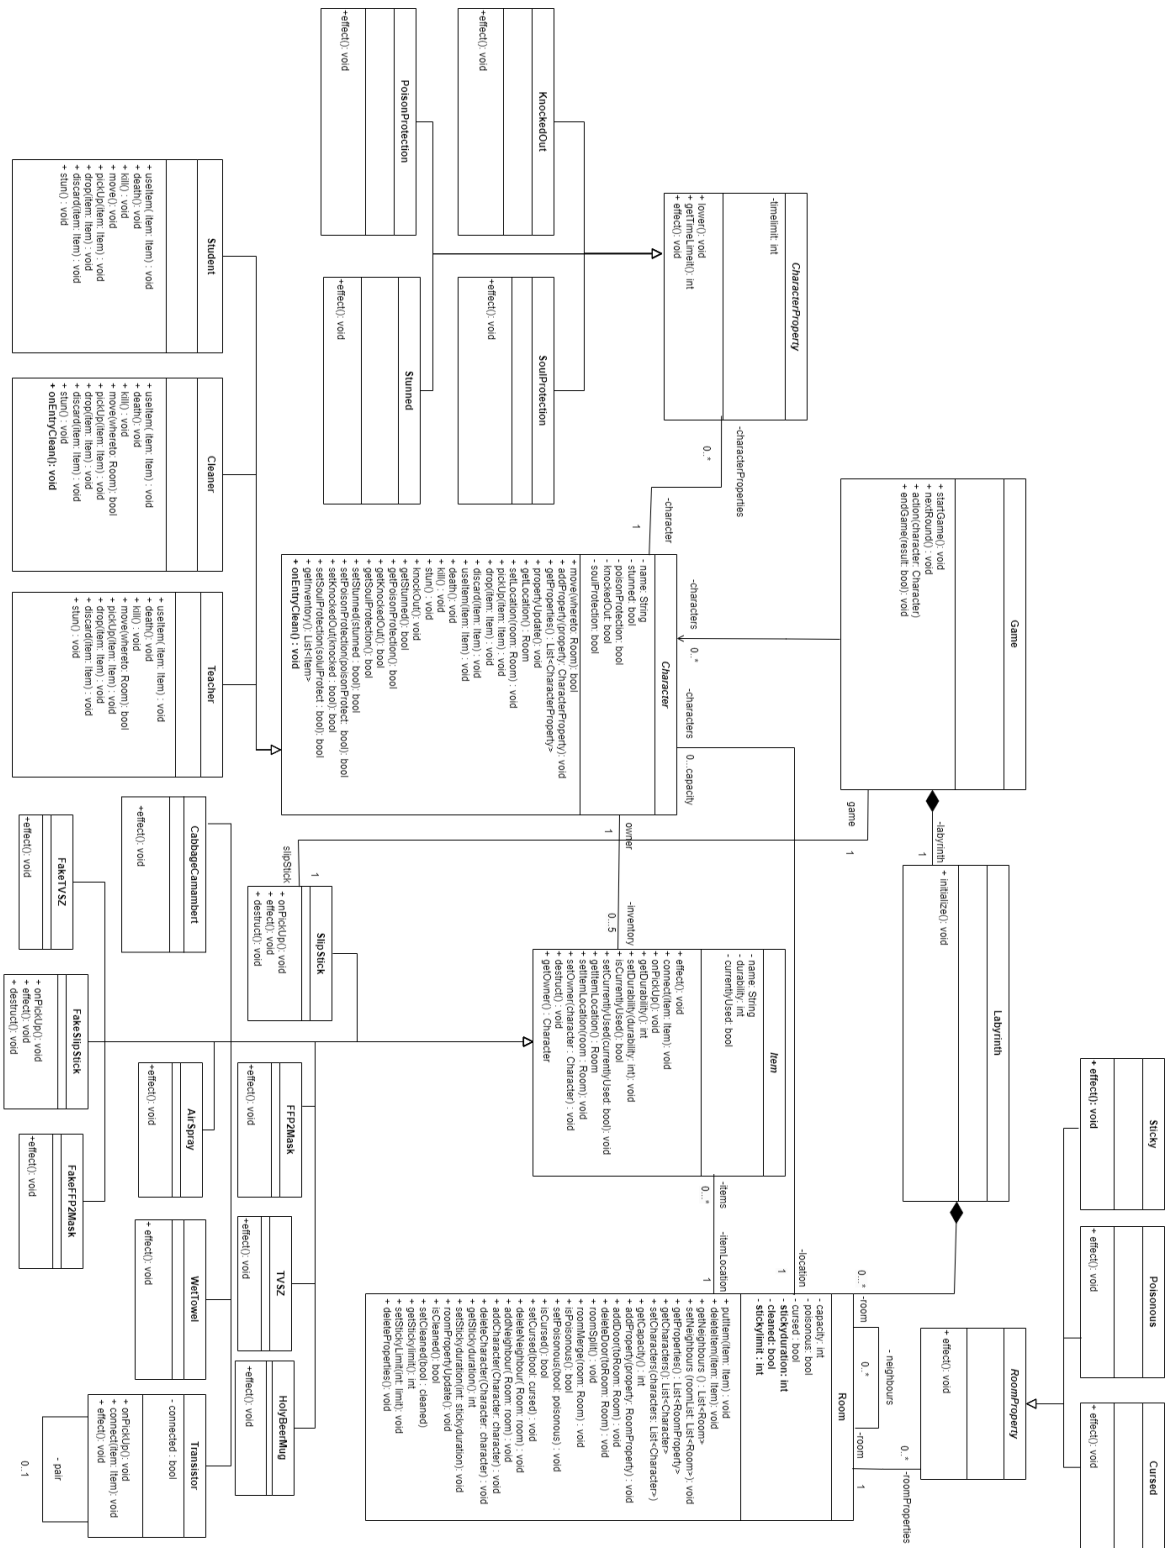 Game
+ startGame(): void
+ nextRound() : void
+ action(character: Character)
+ endGame(result: bool): void
-labyrinth
1
Labyrinth
+ initialize(): void
game
1
-characters
0..*
CharacterProperty
-timelimit: int
+ lower(): void
+ getTimeLimeit(): int
+ effect(): void
-characterProperties
0..*
-character
1
KnockedOut
+effect(): void
SoulProtection
+effect(): void
PoisonProtection
+effect(): void
Stunned
+effect(): void
Character
- name: String
- stunned: bool
- poisonProtection: bool
- knockedOut: bool
- soulProtection: bool
+ move(whereto: Room): bool
+ addProperty(property: CharacterProperty): void
+ getProperties() : List<CharacterProperty>
+ propertyUpdate(): void
+ getLocation() : Room
+ setLocation(room: Room) : void
+ pickUp(item: Item) : void
+ drop(item: Item) : void
+ discard(item: Item) : void
+ useItem(item: Item) : void
+ death(): void
+ kill() : void
+ stun() : void
+ knockOut(): void
+ getStunned(): bool
+ getPoisonProtection(): bool
+ getKnockedOut(): bool
+ getSoulProtection(): bool
+ setStunned(stunned : bool): bool
+ setPoisonProtection(poisonProtect: bool): bool
+ setKnockedOut(knocked : bool): bool
+ setSoulProtection(solulProtect : bool): bool
+ getInventory(): List<Item>
+ onEntryClean() : void
-characters
0...capacity
-location
1
owner
1
-inventory
0...5
Student
+ useItem( item: Item) : void
+ death(): void
+ kill() : void
+ move(): void
+ pickUp(item: Item) : void
+ drop(item: Item) : void
+ discard(item: Item) : void
+ stun() : void
Cleaner
+ useItem( item: Item) : void
+ death(): void
+ kill() : void
+ move(whereto: Room): bool
+ pickUp(item: Item) : void
+ drop(item: Item) : void
+ discard(item: Item) : void
+ stun() : void
+ onEntryClean(): void
Teacher
+ useItem( item: Item) : void
+ death(): void
+ kill() : void
+ move(whereto: Room): bool
+ pickUp(item: Item) : void
+ drop(item: Item) : void
+ discard(item: Item) : void
+ stun() : void
Item
- name: String
- durability: int
- currentlyUsed: bool
+ effect(): void
+ connect(item: Item): void
+ onPickUp(): void
+ getDurability(): int
+ setDurability(durability: int): void
+ isCurrentlyUsed(): bool
+ setCurrentlyUsed(currentlyUsed: bool): void
+ getItemLocation() : Room
+ setItemLocation(room : Room): void
+ setOwner(character : Character) : void
+ destruct() : void
+ getOwner() : Character
-items
0...*
-itemLocation
1
slipStick
1
SlipStick
+ onPickUp(): void
+ effect(): void
+ destruct(): void
CabbageCamambert
+effect(): void
FakeTVSZ
+effect(): void
FakeSlipStick
+ onPickUp(): void
+ effect(): void
+ destruct(): void
FakeFFP2Mask
+effect(): void
AirSpray
+effect(): void
FFP2Mask
+effect(): void
TVSZ
+effect(): void
WetTowel
+ effect(): void
HolyBeerMug
+effect(): void
Transistor
- connected : bool
+ onPickUp(): void
+ connect(item: Item): void
+ effect(): void
- pair
0..1
Room
- capacity: int
- poisonous: bool
- cursed : bool
- stickyduration: int
- cleaned: bool
- stickylimit : int
+ putItem(item: Item) : void
+ deleteItem(item: Item): void
+ getNeighbours () : List<Room>
+ setNeighbours (roomList: List<Room>): void
+ getProperties() : List<RoomProperty>
+ getCharacters(): List<Character>
+ setCharacters(characters: List<Character>)
+ getCapacity() : int
+ addProperty(property: RoomProperty) : void
+ addDoor(toRoom: Room) : void
+ deleteDoor(toRoom: Room) : void
+ roomSplit() : void
+ roomMerge(room: Room) : void
+ isPoisonous(): bool
+ setPoisonous(bool: poisonous) : void
+ isCursed(): bool
+ setCursed(bool: cursed) : void
+ deleteNeighbour( Room: room) : void
+ addNeighbour( Room: room) : void
+ addCharacter(Character: character) : void
+ deleteCharacter(Character: character) : void
+ getStickyduration() : int
+ setStickyduration(int: stickyduration): void
+ roomPropertyUpdate() : void
+ isCleaned() : bool
+ setCleaned(bool : cleaned)
+ getStickylimit(): int
+ setStickyLimit(int: limit): void
+ deleteProperties(): void
-room
0...*
- neighbours
0..*
-room
1
-roomProperties
0..*
RoomProperty
+ effect(): void
Sticky
+ effect(): void
Poisonous
+ effect(): void
Cursed
+ effect(): void